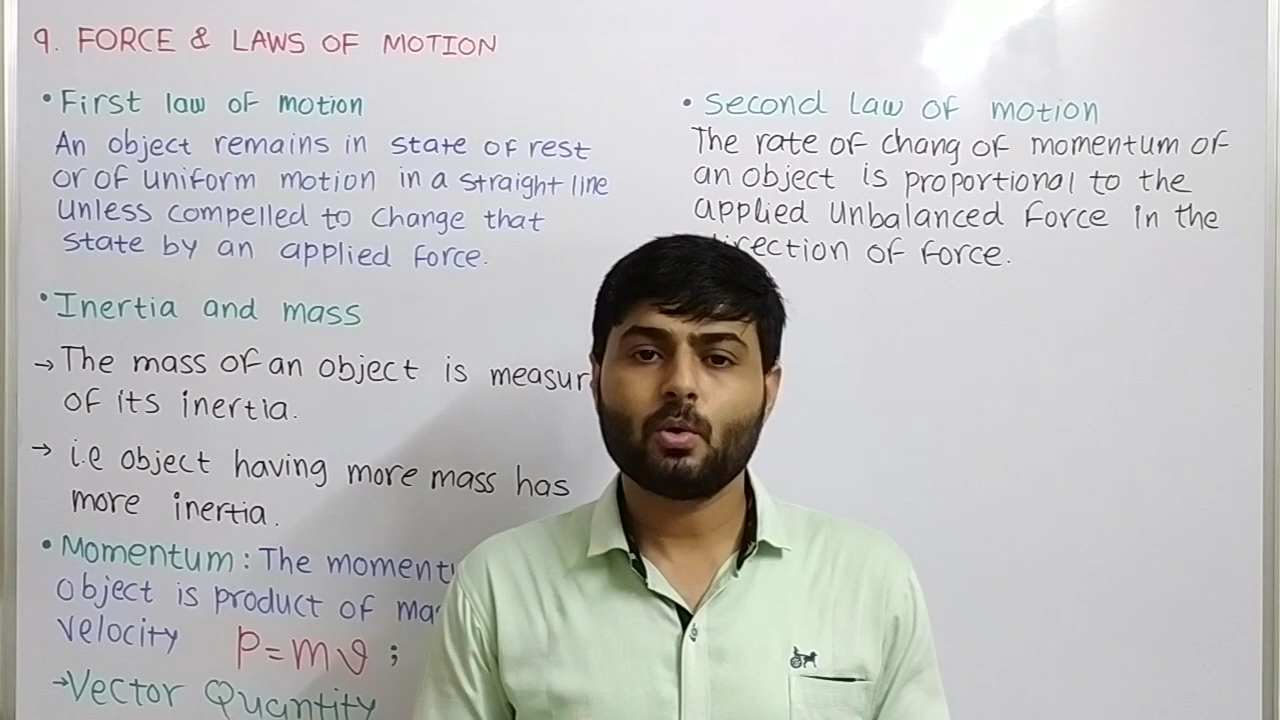 9. FORCE & LAWS OF MOTION
• First law of motion
An object remains in state of rest
or of uniform motion in a straight line
unless compelled to change that
state by an applied force.
• Inertia and mass
→ The mass of an object is measur
of its inertia.
→ i.e object having more mass has
more inertia.
• Momentum: The moment
object is product of ma
velocity P=mv ;
→ Vector Quantity
• Second law of motion
The rate of chang of momentum of
an object is proportional to the
applied unbalanced force in the
direction of force.